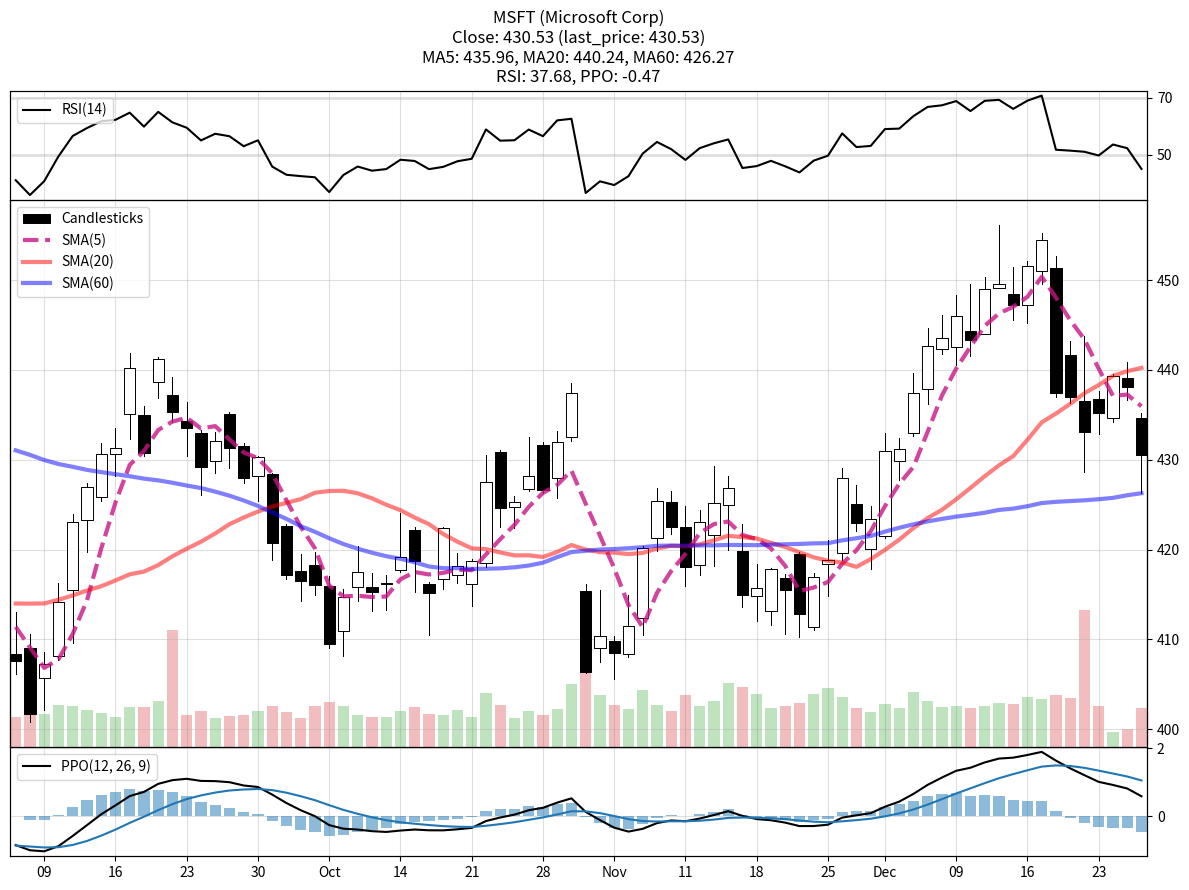 MSFT (Microsoft Corp)
Close: 430.53 (last_price: 430.53)
MA5: 435.96, MA20: 440.24, MA60: 426.27
RSI: 37.68, PPO: -0.47
RSI(14)
70
50
Candlesticks
SMA(5)
SMA(20)
SMA(60)
450
440
430
420
410
400
PPO(12, 26, 9)
2
0
09 16 23 30 Oct 14 21 28 Nov 11 18 25 Dec 09 16 23